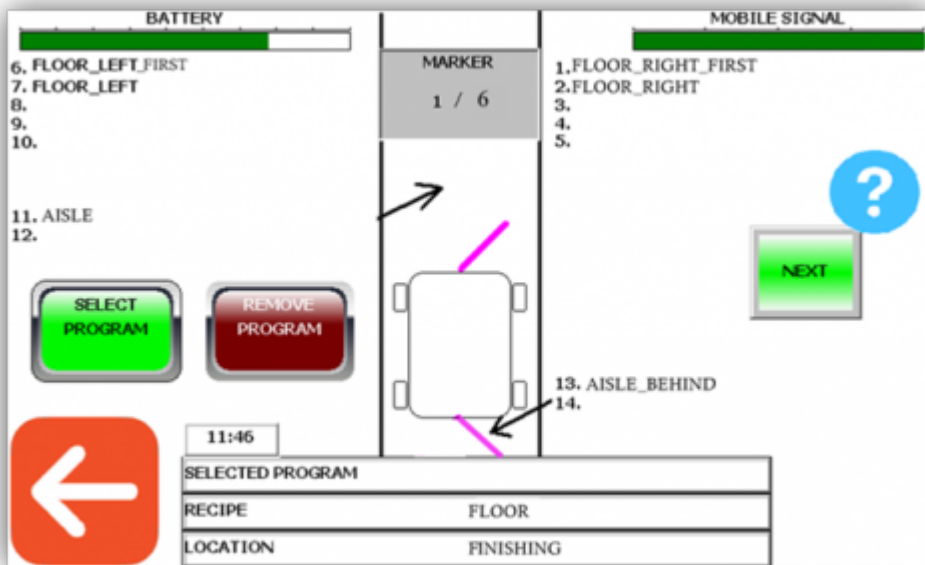 BATTERY
MOBILE SIGNAL
6. FLOOR_LEFT_FIRST
7. FLOOR_LEFT
8.
9.
10.
MARKER
1 / 6
1.FLOOR_RIGHT_FIRST
2.FLOOR_RIGHT
3.
4.
5.
11. AISLE
12.
?
NEXT
SELECT
PROGRAM
REMOVE
PROGRAM
13. AISLE_BEHIND
14.
11:46
SELECTED PROGRAM
RECIPE FLOOR
LOCATION FINISHING